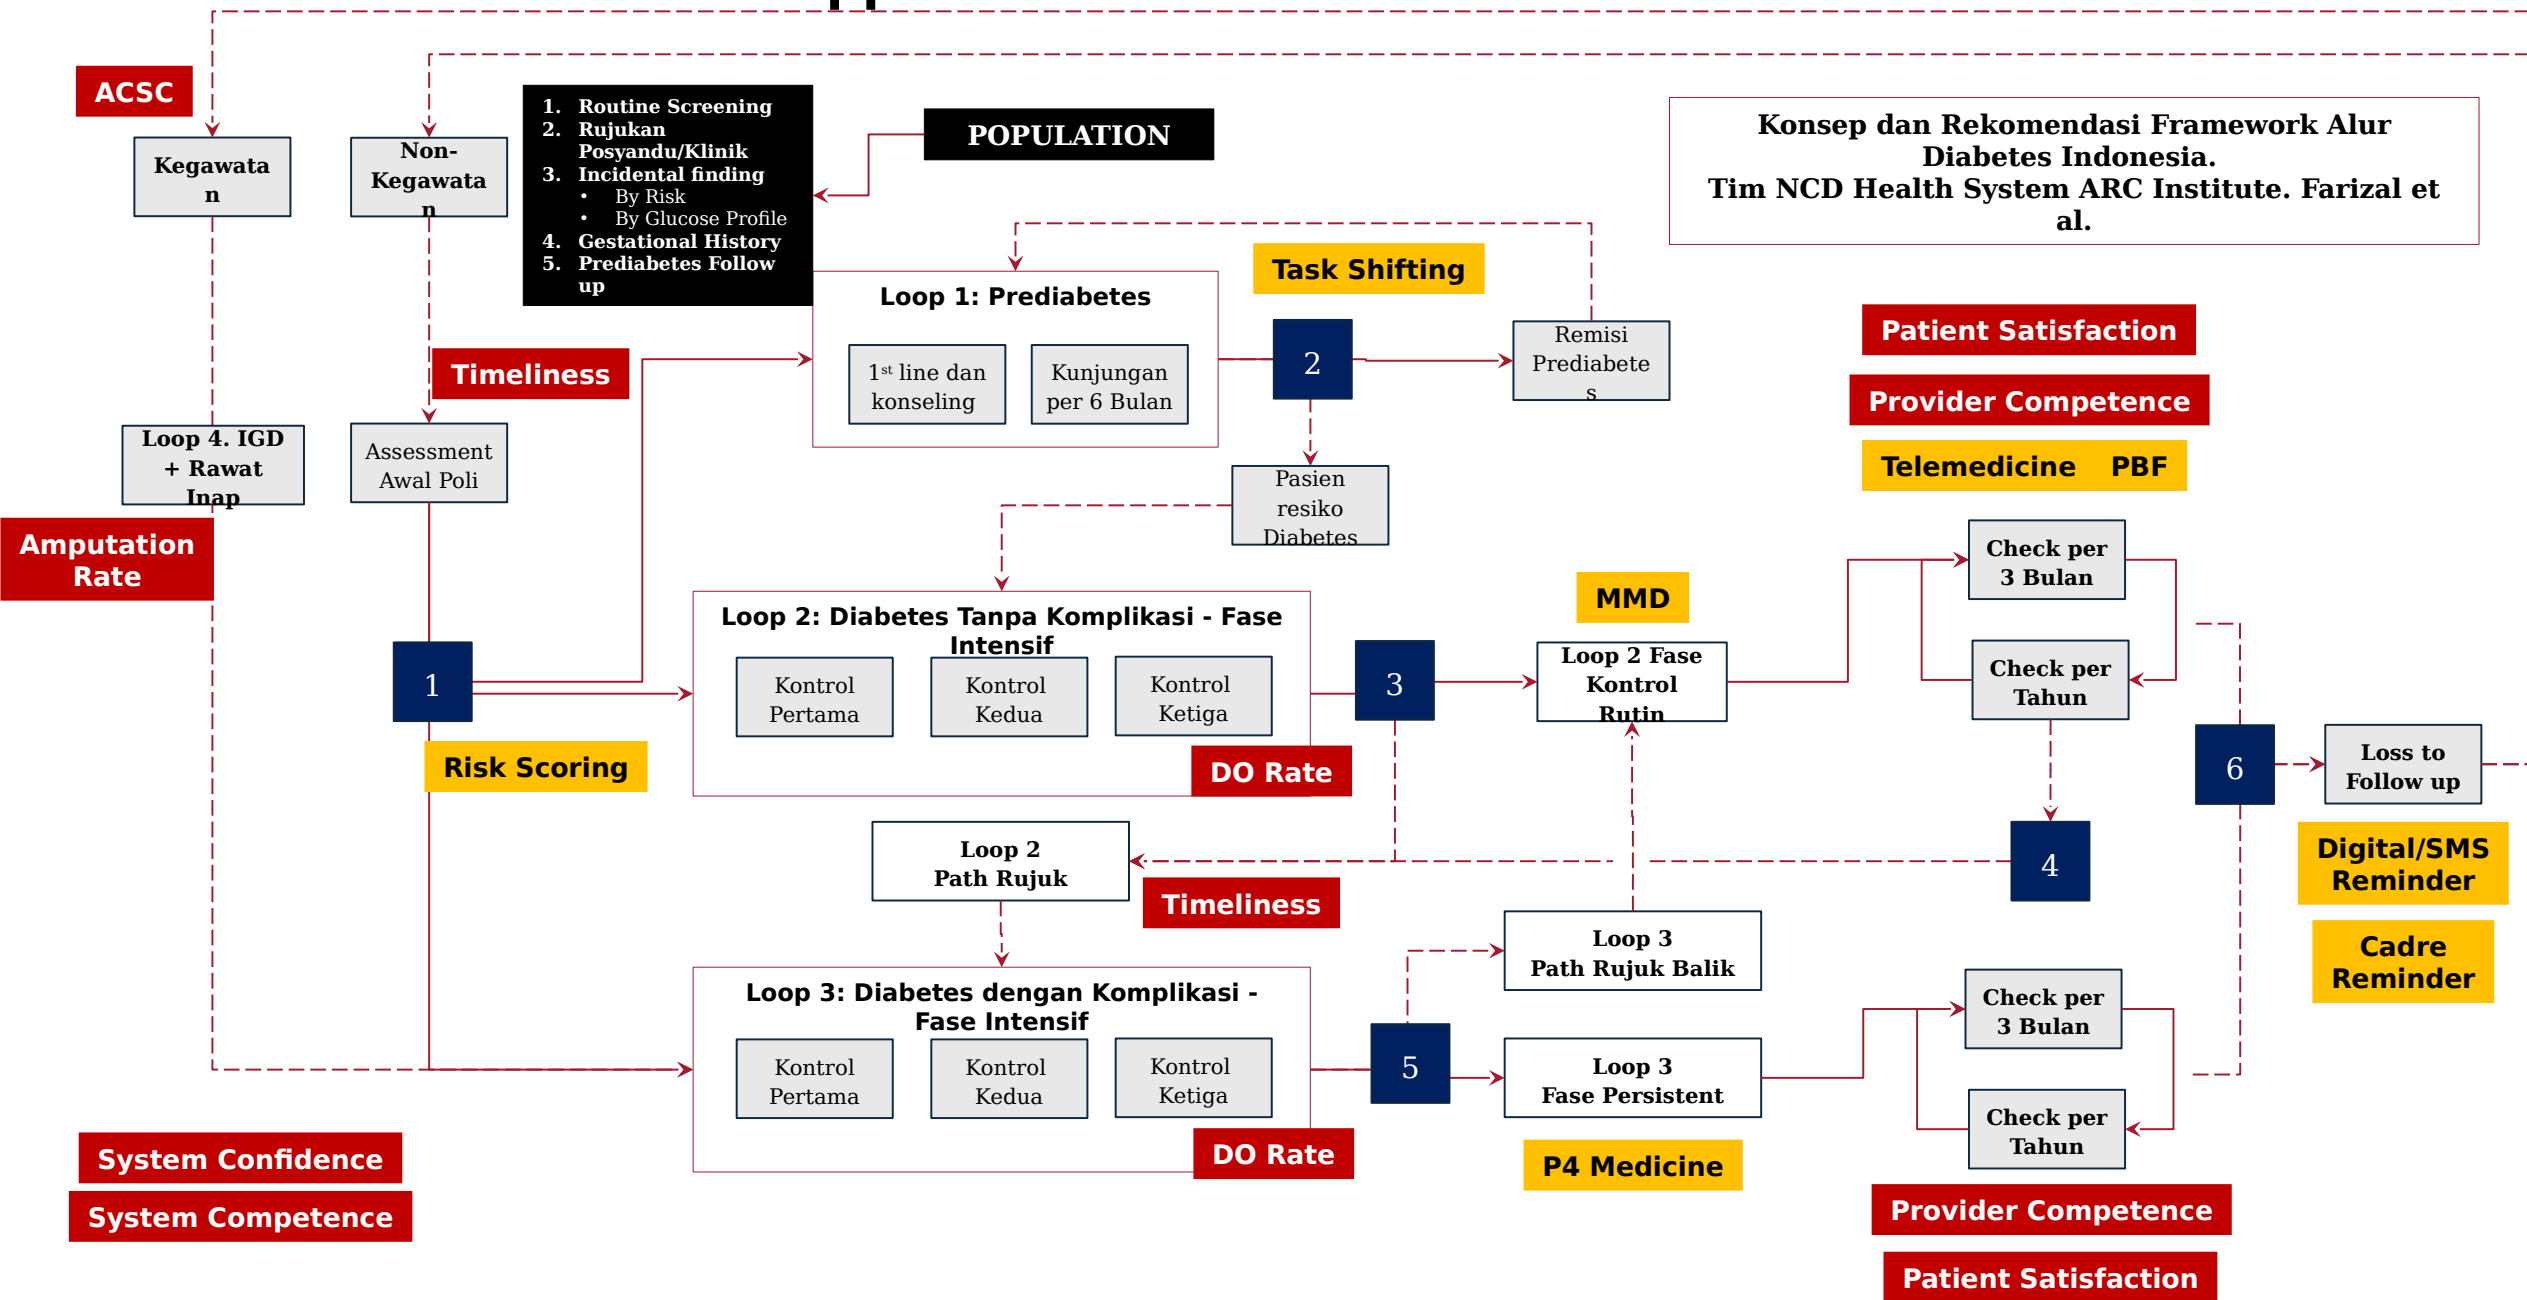 ACSC
Kegawata
n
Non-
Kegawata
n
1. Routine Screening
2. Rujukan
Posyandu/Klinik
3. Incidental finding
• By Risk
• By Glucose Profile
4. Gestational History
5. Prediabetes Follow
up
POPULATION
Konsep dan Rekomendasi Framework Alur
Diabetes Indonesia.
Tim NCD Health System ARC Institute. Farizal et
al.
Task Shifting
Loop 1: Prediabetes
1st line dan
konseling
Kunjungan
per 6 Bulan
2
Remisi
Prediabete
s
Timeliness
Patient Satisfaction
Provider Competence
Telemedicine PBF
Loop 4. IGD
+ Rawat
Inap
Assessment
Awal Poli
Pasien
resiko
Diabetes
Amputation
Rate
Check per
3 Bulan
MMD
Loop 2: Diabetes Tanpa Komplikasi - Fase
Intensif
Kontrol
Pertama
Kontrol
Kedua
Kontrol
Ketiga
1
3
Loop 2 Fase
Kontrol
Rutin
Check per
Tahun
Risk Scoring
DO Rate
6
Loss to
Follow up
Loop 2
Path Rujuk
Timeliness
4
Digital/SMS
Reminder
Loop 3
Path Rujuk Balik
Cadre
Reminder
Loop 3: Diabetes dengan Komplikasi -
Fase Intensif
Kontrol
Pertama
Kontrol
Kedua
Kontrol
Ketiga
5
Loop 3
Fase Persistent
Check per
3 Bulan
Check per
Tahun
DO Rate
P4 Medicine
System Confidence
System Competence
Provider Competence
Patient Satisfaction